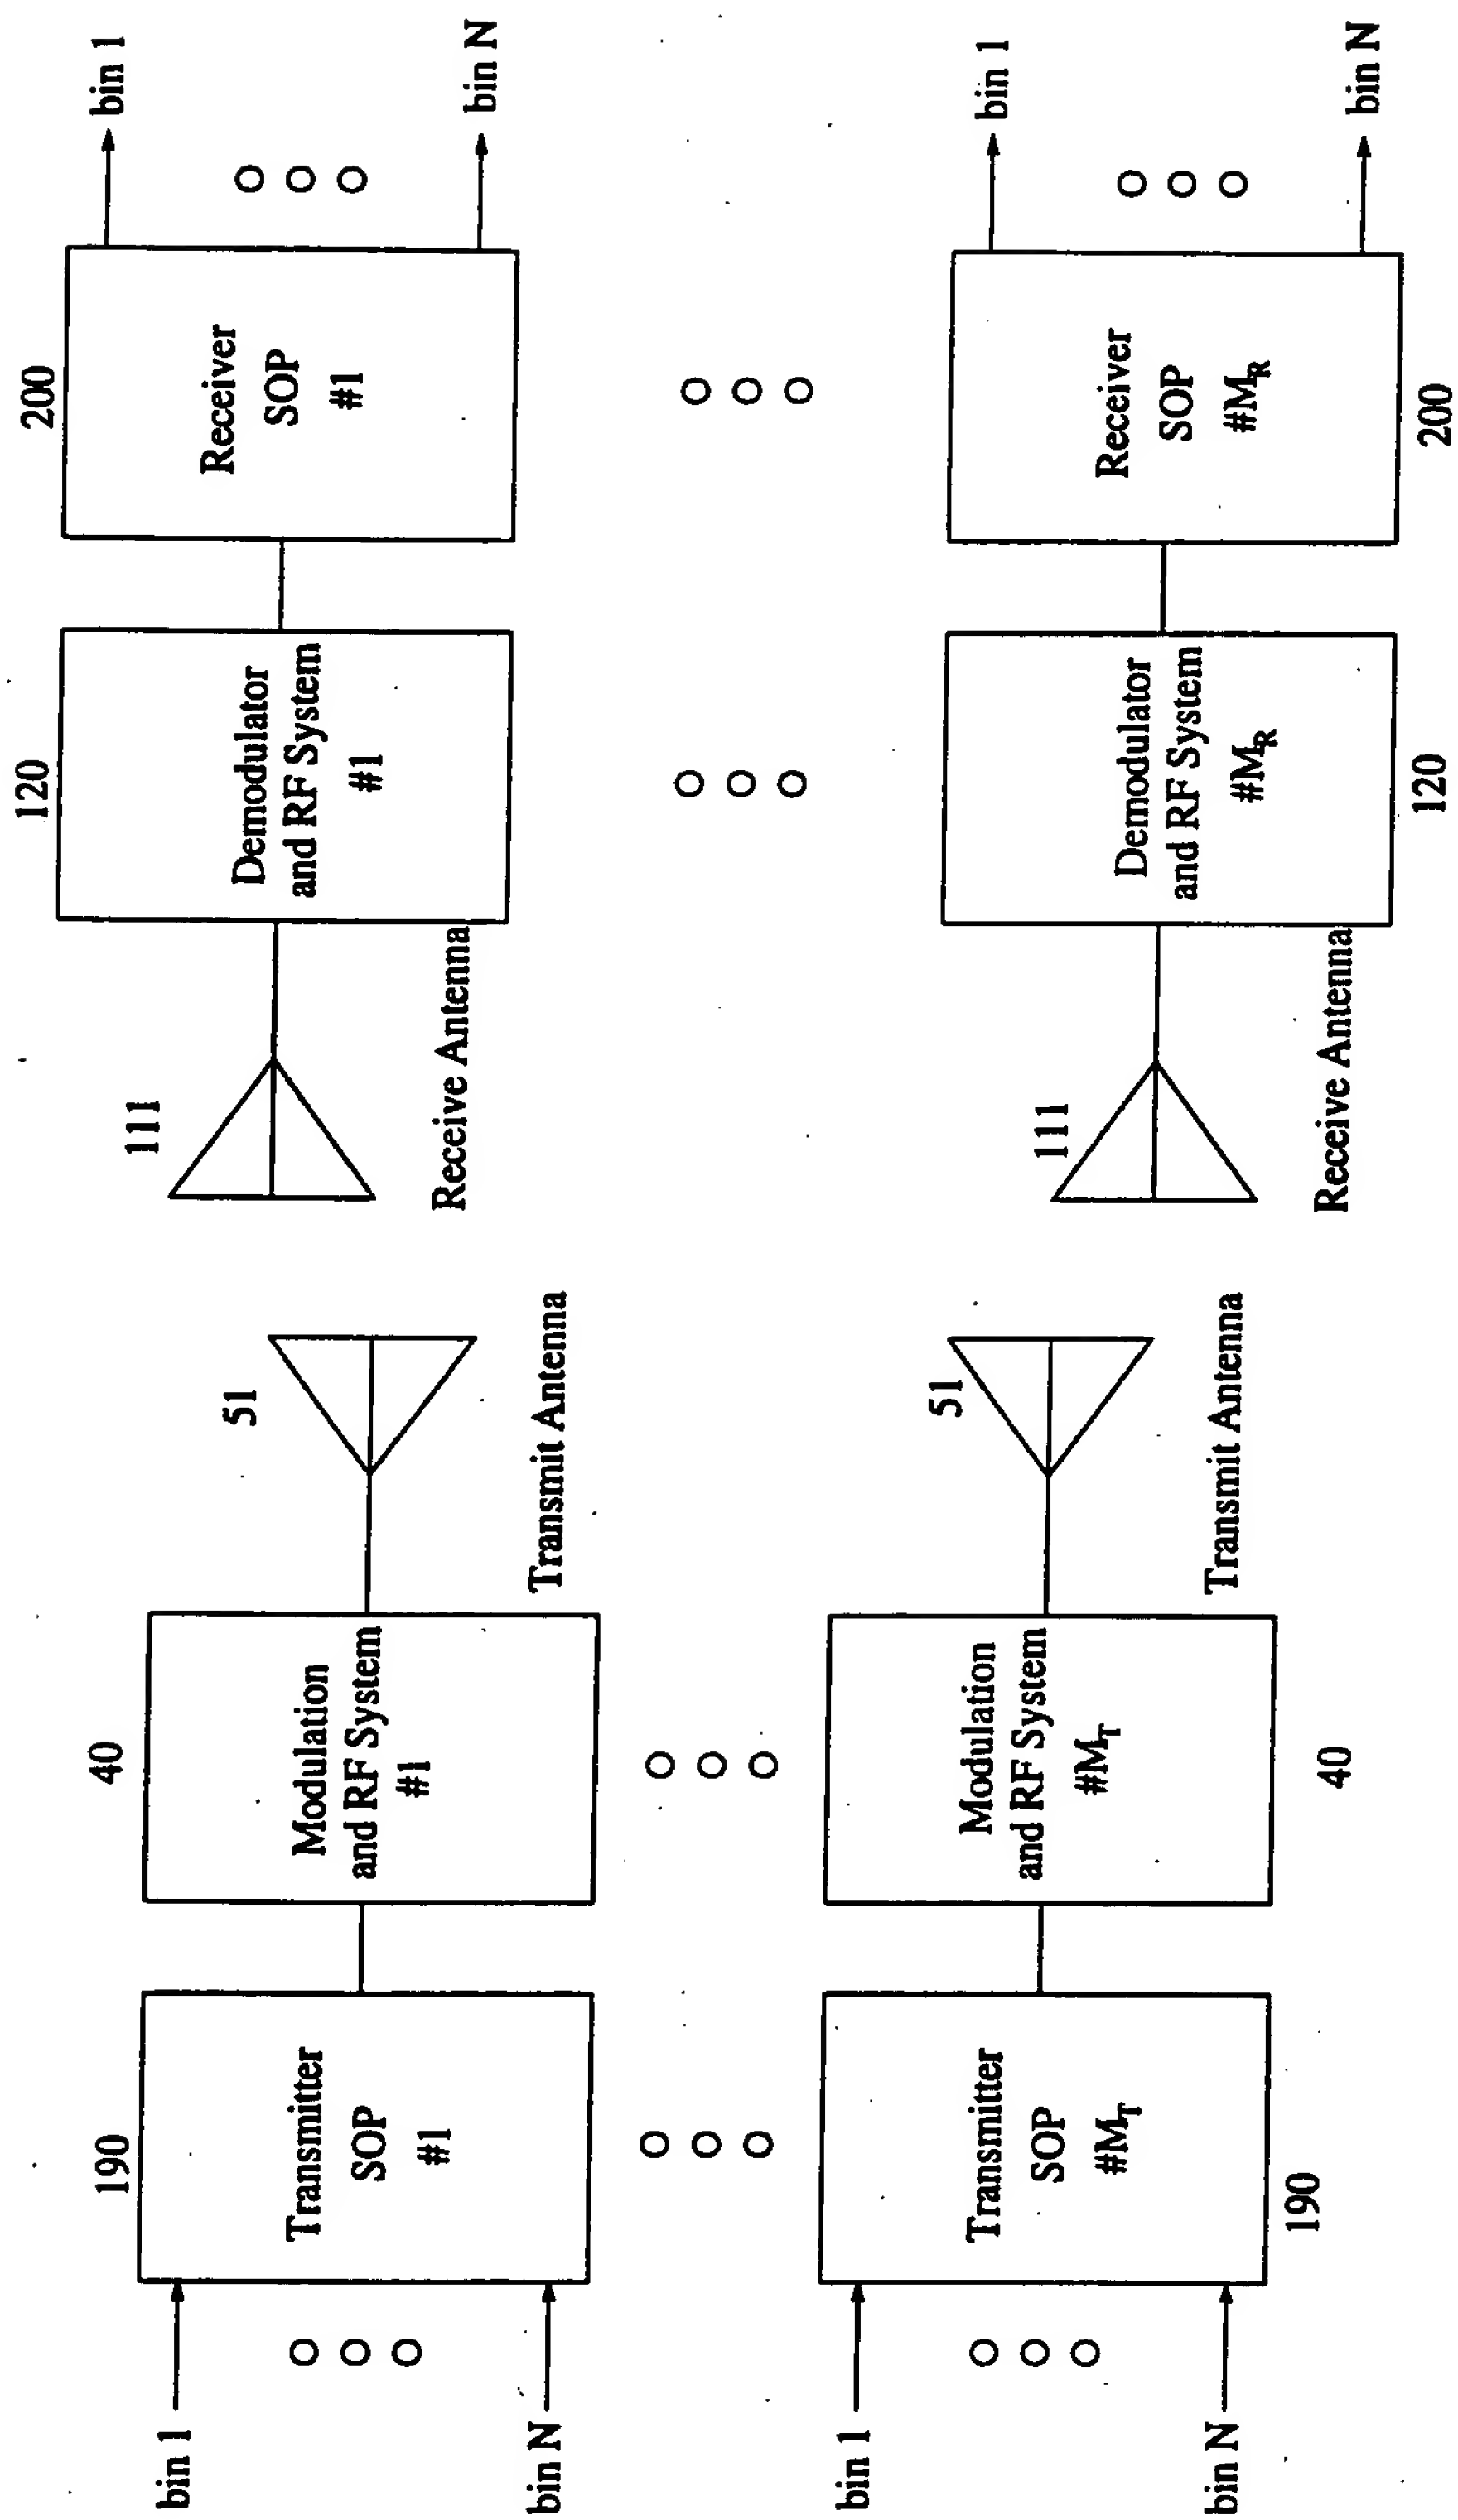 bin 1
bin N
190
Transmitter
SOP
#1
40
Modulation
and RF System
#1
51
Transmit Antenna
bin 1
bin N
Transmitter
SOP
#M_T
190
Modulation
and RF System
#M_T
40
51
Transmit Antenna
111
Receive Antenna
120
Demodulator
and RF System
#1
200
Receiver
SOP
#1
bin 1
bin N
111
Receive Antenna
Demodulator
and RF System
#M_R
120
Receiver
SOP
#M_R
200
bin 1
bin N